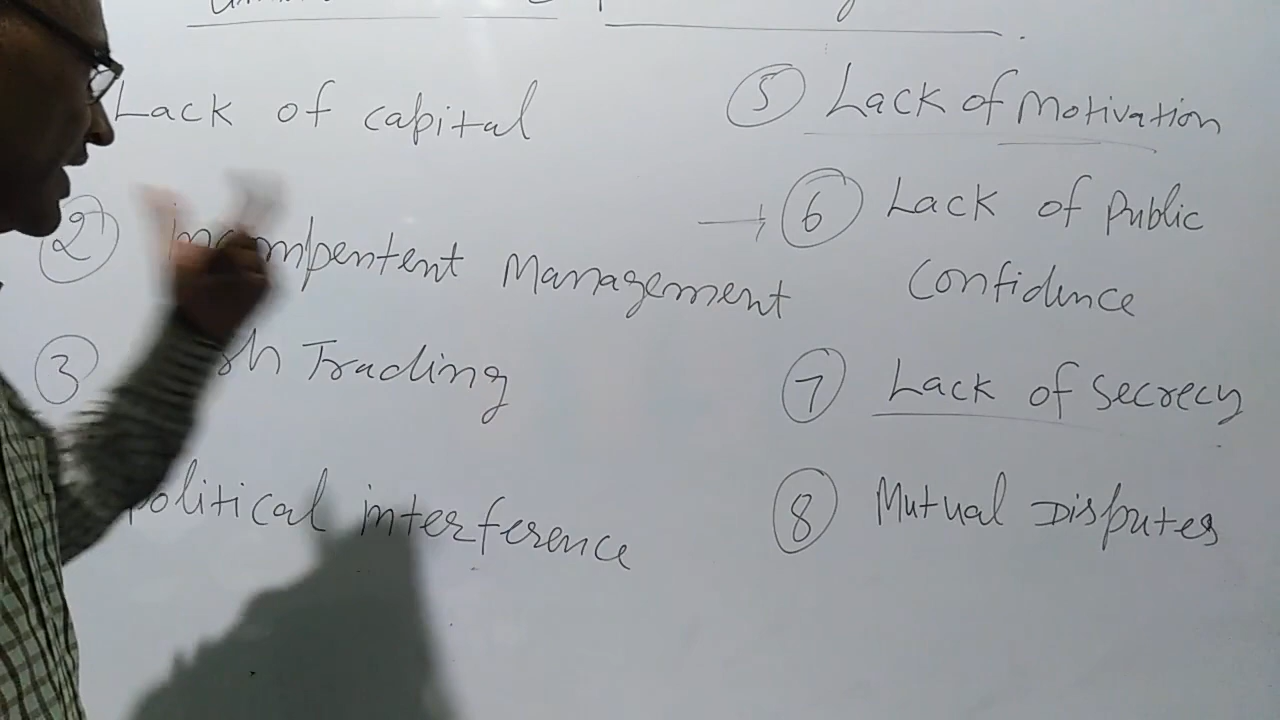 Lack of capital
2 Incompentent Management
3 Trading
Political interference
5 Lack of Motivation
6 Lack of Public
Confidence
7 Lack of Secrecy
8 Mutual Disputes